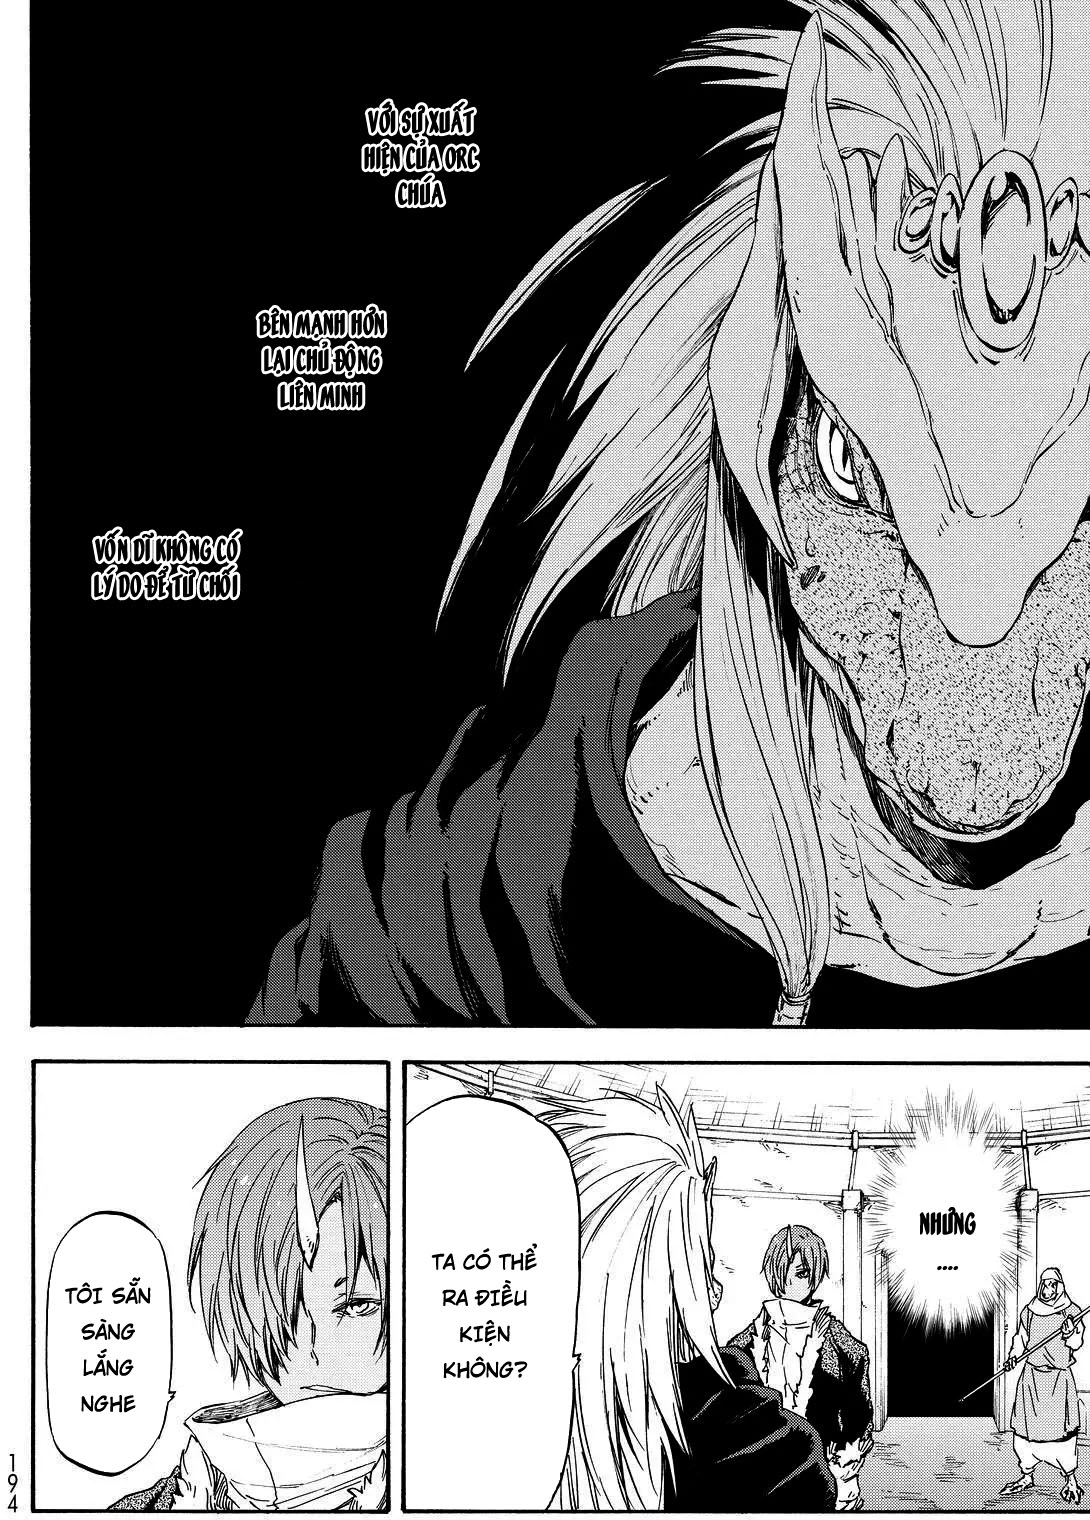 VỚI SỰ XUẤT
HIỆN CỦA ORC
CHÚA
BÊN MẠNH HƠN
LẠI CHỦ ĐỘNG
LIÊN MINH
VỐN DĨ KHÔNG CÓ
LÝ DO ĐỂ TỪ CHỐI
NHƯNG
....
TA CÓ THỂ
RA ĐIỀU
KIỆN
KHÔNG?
TÔI SẴN
SÀNG
LẮNG
NGHE
194